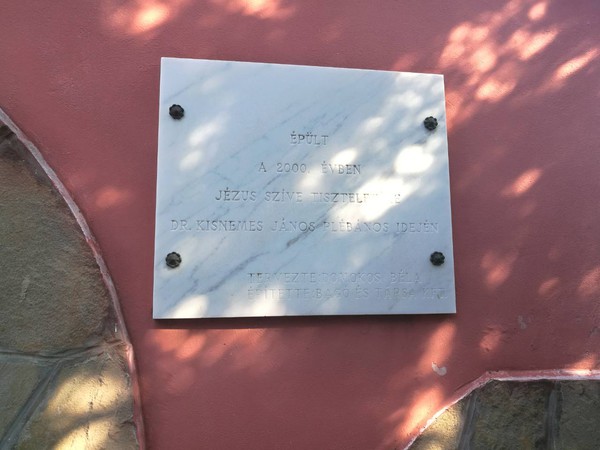 ÉPÜLT
A 2000. ÉVBEN
JÉZUS SZÍVE TISZTELETÉRE
DR. KISNEMES JÁNOS PLÉBÁNOS IDEJÉN
TERVEZTE BÉLA
ÉPÍTETTE ÉS